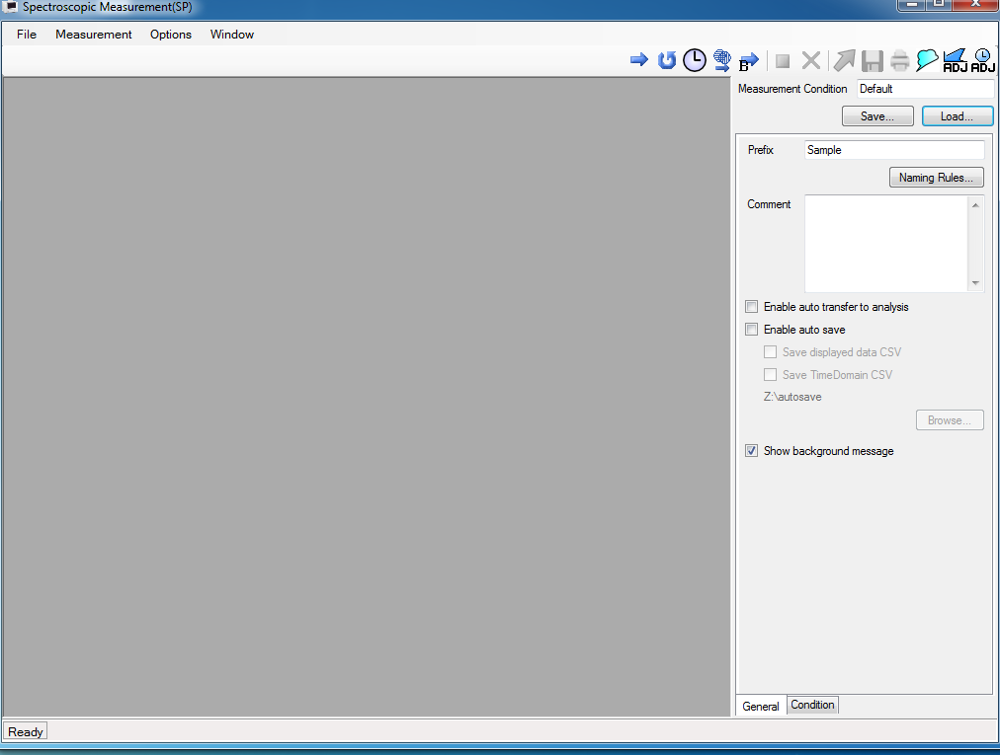 Spectroscopic Measurement(SP)
File Measurement Options Window
B ADJ ADJ
Measurement Condition Default
Save... Load...
Prefix Sample
Naming Rules...
Comment
Enable auto transfer to analysis
Enable auto save
Save displayed data CSV
Save TimeDomain CSV
Z:\autosave
Browse...
Show background message
General Condition
Ready